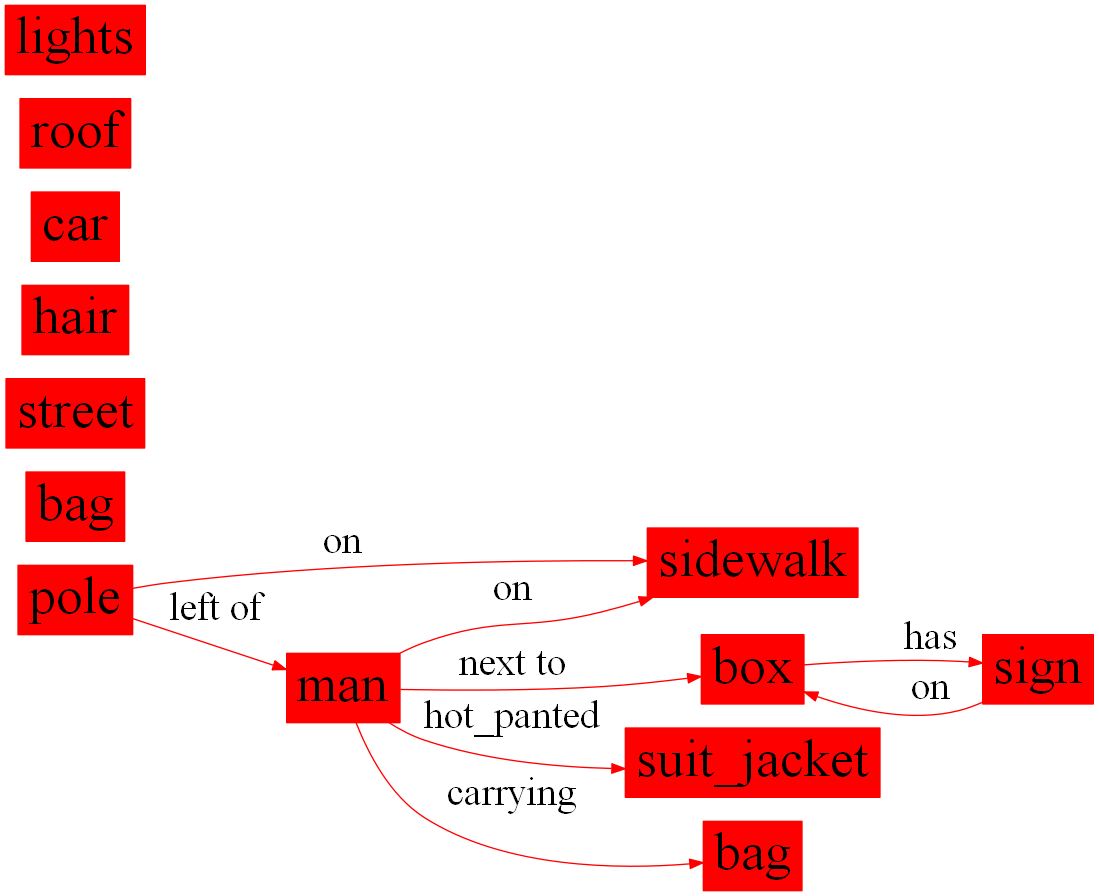 lights
roof
car
hair
street
bag
pole
on
left of
sidewalk
on
man
next to
box
has
sign
on
hot_panted
suit_jacket
carrying
bag